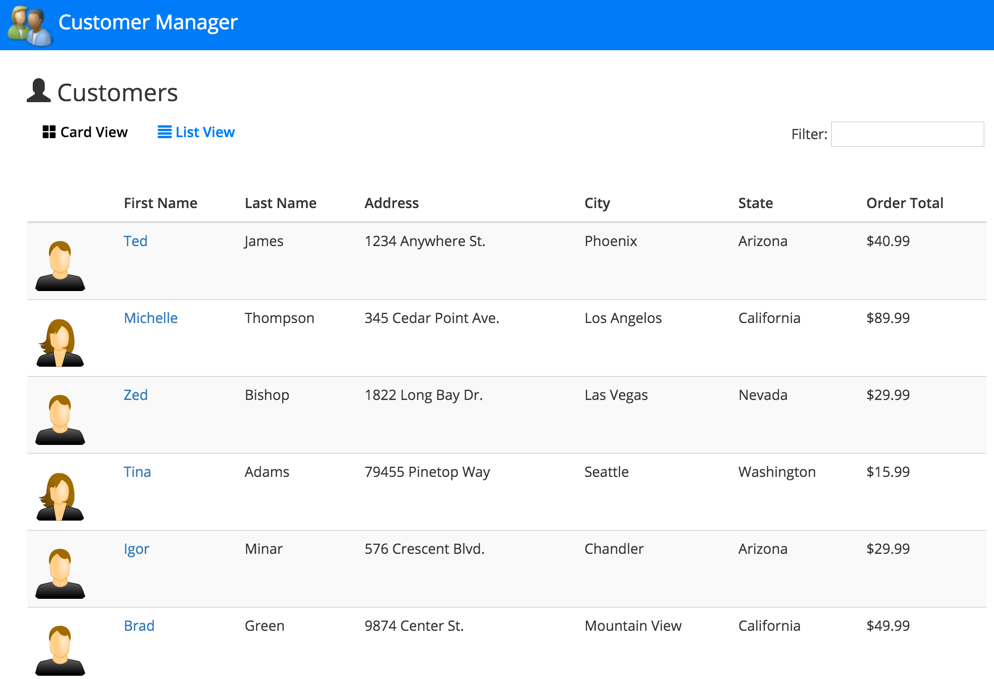 Customer Manager
Customers
Card View List View Filter:
First Name Last Name Address City State Order Total
Ted James 1234 Anywhere St. Phoenix Arizona $40.99
Michelle Thompson 345 Cedar Point Ave. Los Angelos California $89.99
Zed Bishop 1822 Long Bay Dr. Las Vegas Nevada $29.99
Tina Adams 79455 Pinetop Way Seattle Washington $15.99
Igor Minar 576 Crescent Blvd. Chandler Arizona $29.99
Brad Green 9874 Center St. Mountain View California $49.99